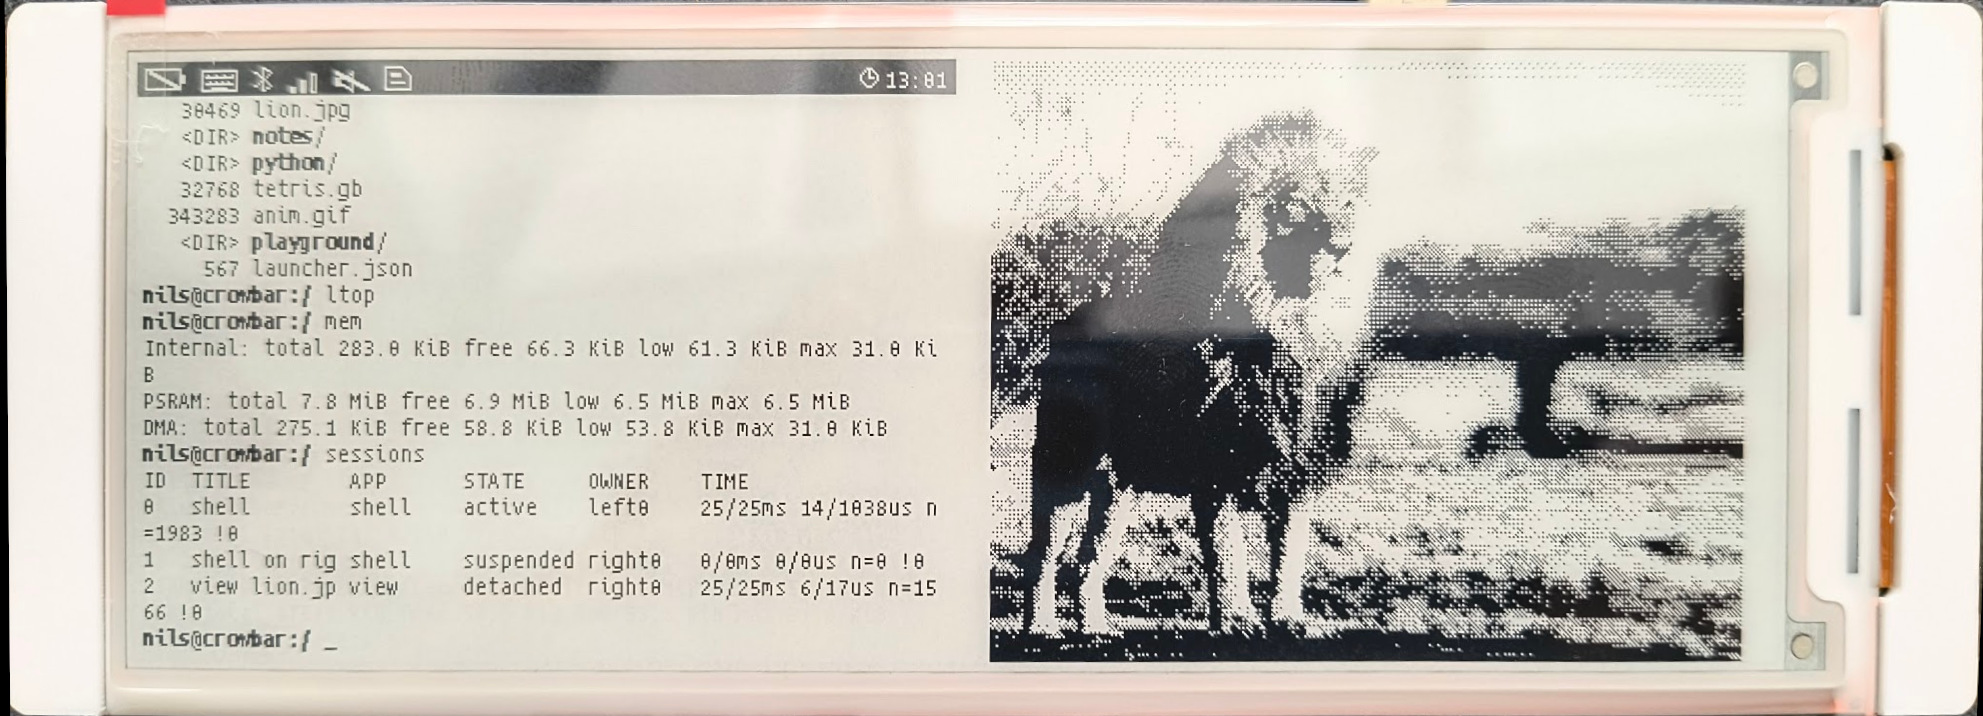 13:01
30469 lion.jpg
<DIR> notes/
<DIR> python/
32768 tetris.gb
343283 anim.gif
<DIR> playground/
567 launcher.json
nils@crowbar:/ ltop
nils@crowbar:/ mem
Internal: total 283.0 KiB free 66.3 KiB low 61.3 KiB max 31.0 Ki
B
PSRAM: total 7.8 MiB free 6.9 MiB low 6.5 MiB max 6.5 MiB
DMA: total 275.1 KiB free 58.8 KiB low 53.8 KiB max 31.0 KiB
nils@crowbar:/ sessions
ID TITLE APP STATE OWNER TIME
0 shell shell active left0 25/25ms 14/1038us n
=1983 !0
1 shell on rig shell suspended right0 0/0ms 0/0us n=0 !0
2 view lion.jp view detached right0 25/25ms 6/17us n=15
66 !0
nils@crowbar:/ _